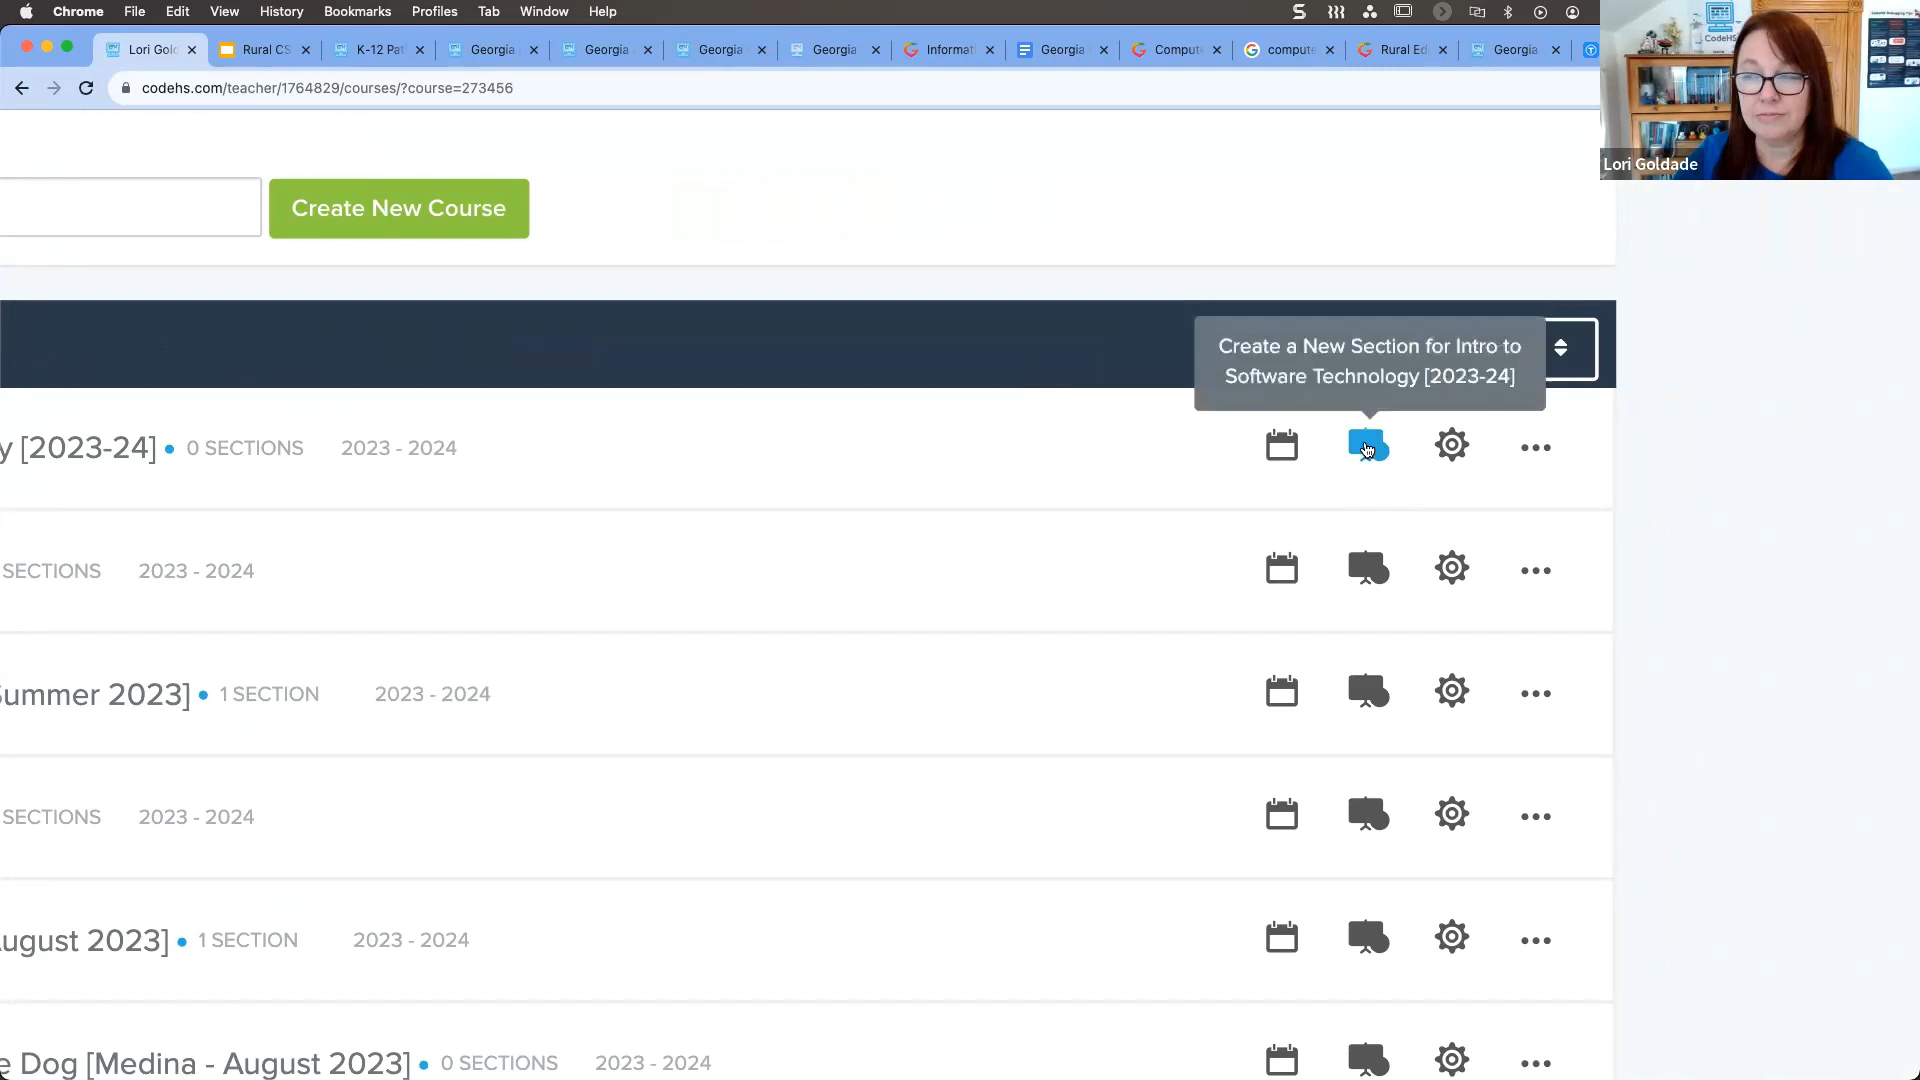 Chrome File Edit View History Bookmarks Profiles Tab Window Help
Lori Gold Rural CS K-12 Pat Georgia Georgia Georgia Georgia Informati Georgia Compute compute Rural Ed Georgia
codehs.com/teacher/1764829/courses/?course=273456
CodeHS
Lori Goldade
Create New Course
Create a New Section for Intro to
Software Technology [2023-24]
y [2023-24] • 0 SECTIONS 2023 - 2024
SECTIONS 2023 - 2024
Summer 2023] • 1 SECTION 2023 - 2024
SECTIONS 2023 - 2024
ugust 2023] • 1 SECTION 2023 - 2024
e Dog [Medina - August 2023] • 0 SECTIONS 2023 - 2024